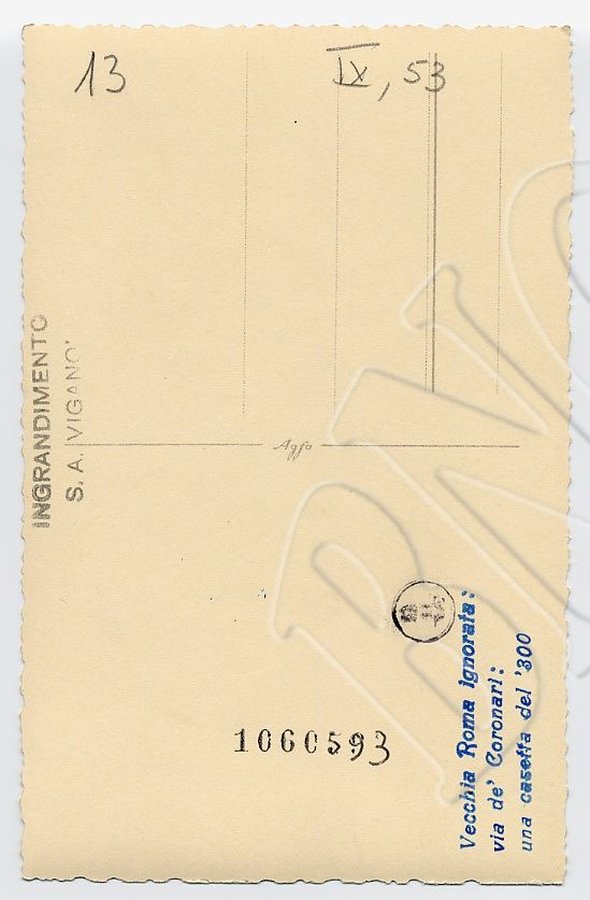 13
IX, 53
INGRANDIMENTO
S. A. VIGANO'
Agfa
1060593
Vecchia Roma ignorata:
via de' Coronari:
una casetta del '300